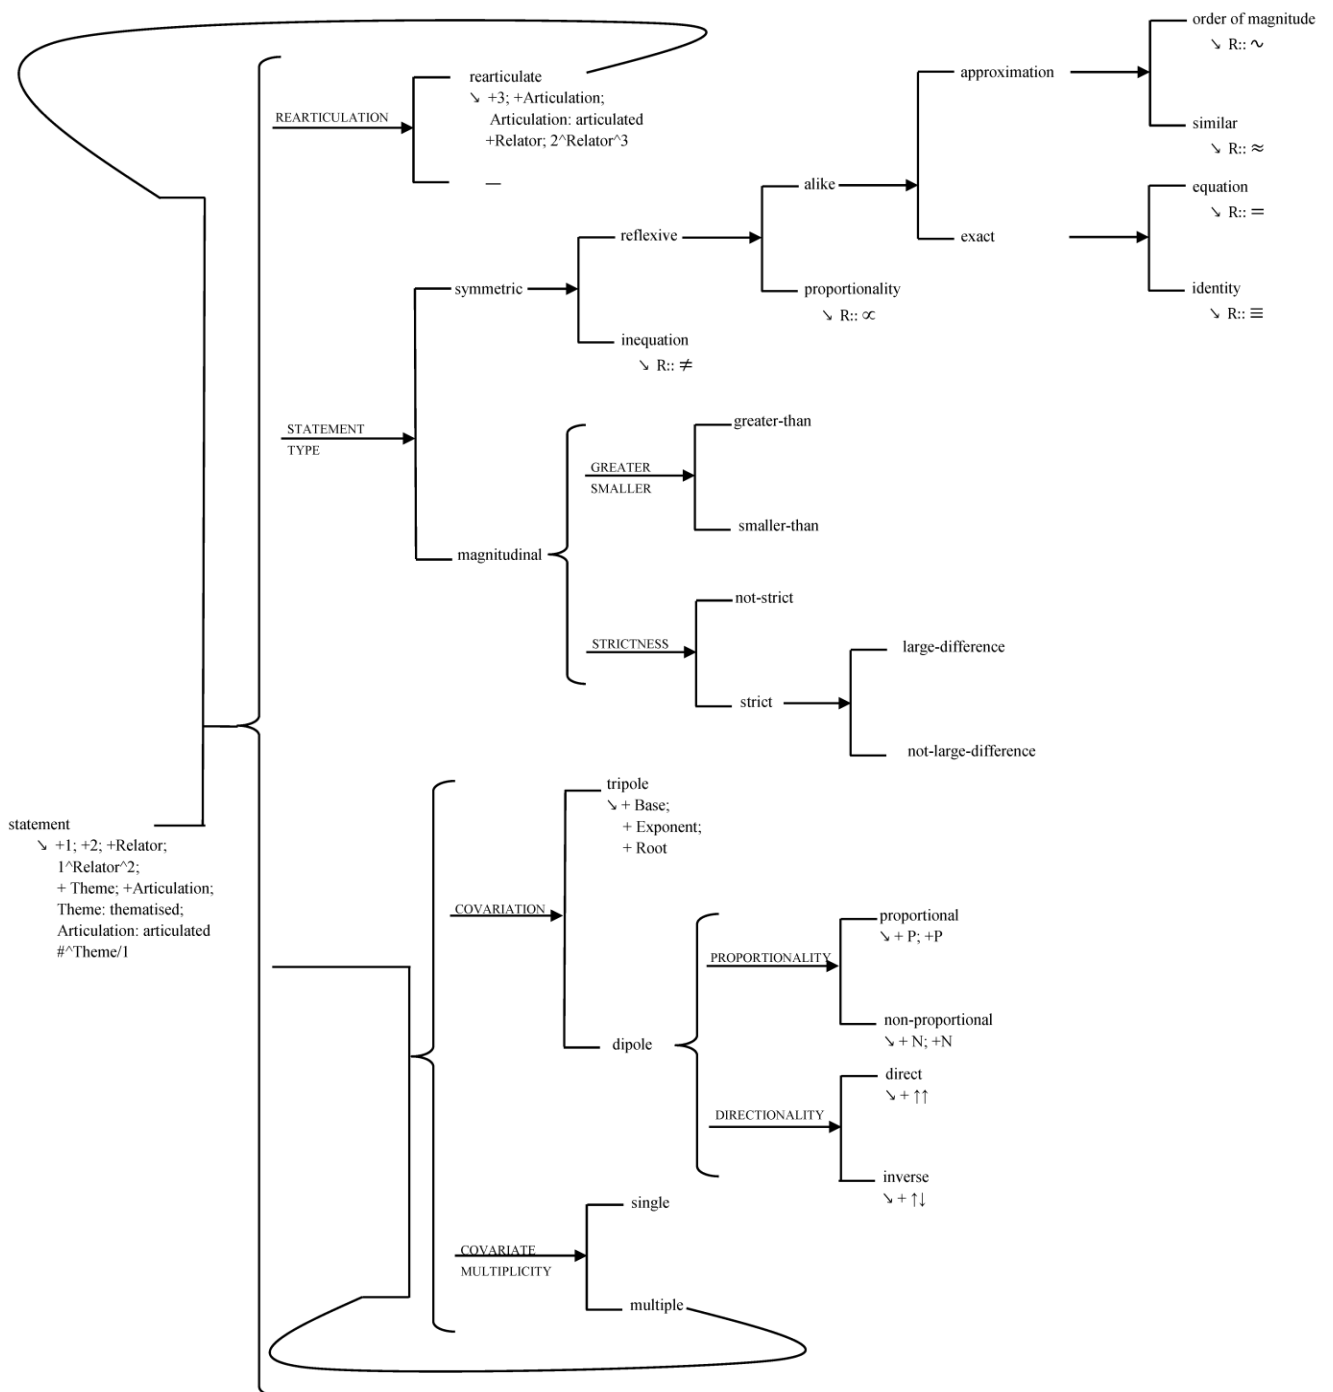 order of magnitude
↘ R:: ∿
approximation
rearticulate
↘ +3; +Articulation;
Articulation: articulated
+Relator; 2^Relator^3
REARTICULATION
similar
↘ R:: ≈
—
alike
equation
↘ R:: =
reflexive
exact
symmetric
proportionality
↘ R:: ∝
identity
↘ R:: ≡
inequation
↘ R:: ≠
STATEMENT
TYPE
greater-than
GREATER
SMALLER
smaller-than
magnitudinal
not-strict
STRICTNESS
large-difference
strict
not-large-difference
tripole
↘ + Base;
+ Exponent;
+ Root
statement
↘ +1; +2; +Relator;
1^Relator^2;
+ Theme; +Articulation;
Theme: thematised;
Articulation: articulated
#^Theme/1
COVARIATION
proportional
↘ + P; +P
PROPORTIONALITY
non-proportional
↘ + N; +N
dipole
direct
↘ + ↑↑
DIRECTIONALITY
inverse
↘ + ↑↓
single
COVARIATE
MULTIPLICITY
multiple